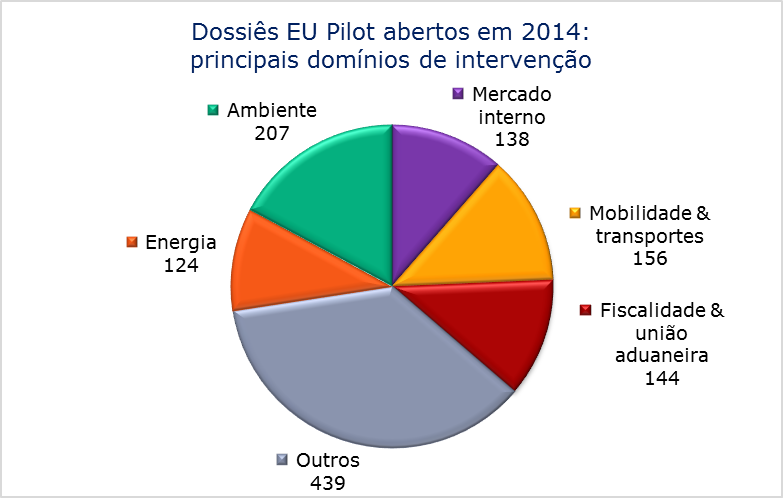 Dossiês EU Pilot abertos em 2014:
principais domínios de intervenção
Ambiente
207
Mercado
interno
138
Mobilidade &
transportes
156
Energia
124
Fiscalidade &
união
aduaneira
144
Outros
439